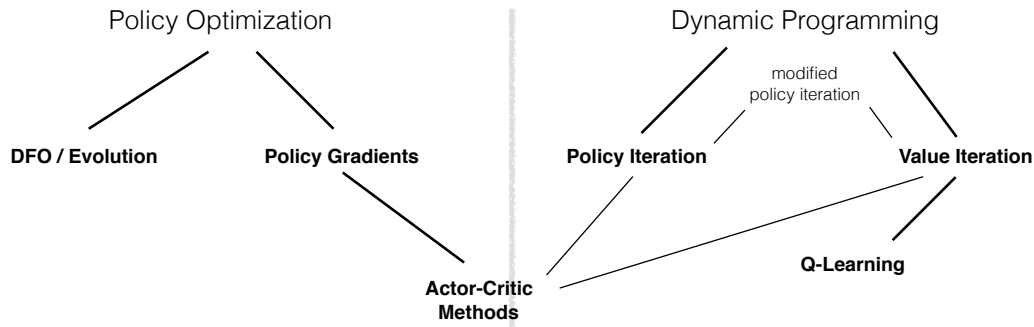 Policy Optimization
Dynamic Programming
modified
policy iteration
DFO / Evolution
Policy Gradients
Policy Iteration
Value Iteration
Q-Learning
Actor-Critic
Methods